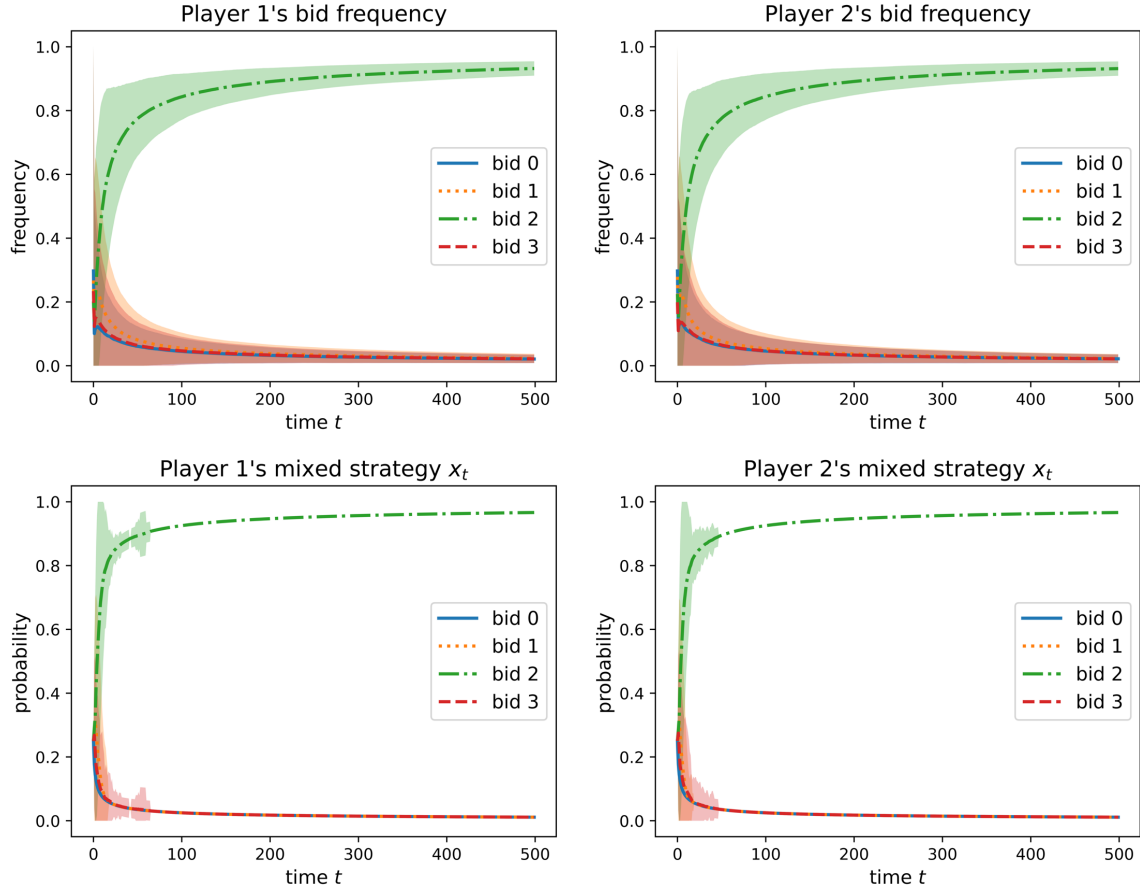 Player 1's bid frequency
1.0
0.8
0.6
0.4
0.2
0.0
frequency
bid 0
bid 1
bid 2
bid 3
0 100 200 300 400 500
time t
Player 2's bid frequency
1.0
0.8
0.6
0.4
0.2
0.0
frequency
bid 0
bid 1
bid 2
bid 3
0 100 200 300 400 500
time t
Player 1's mixed strategy x_t
1.0
0.8
0.6
0.4
0.2
0.0
probability
bid 0
bid 1
bid 2
bid 3
0 100 200 300 400 500
time t
Player 2's mixed strategy x_t
1.0
0.8
0.6
0.4
0.2
0.0
probability
bid 0
bid 1
bid 2
bid 3
0 100 200 300 400 500
time t